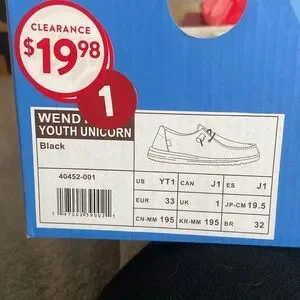 CLEARANCE
$19.98
1
WEND
YOUTH UNICORN
Black
40452-001
US YT1 CAN J1 ES J1
EUR 33 UK 1 JP-CM 19.5
CN-MM 195 KR-MM 195 BR 32